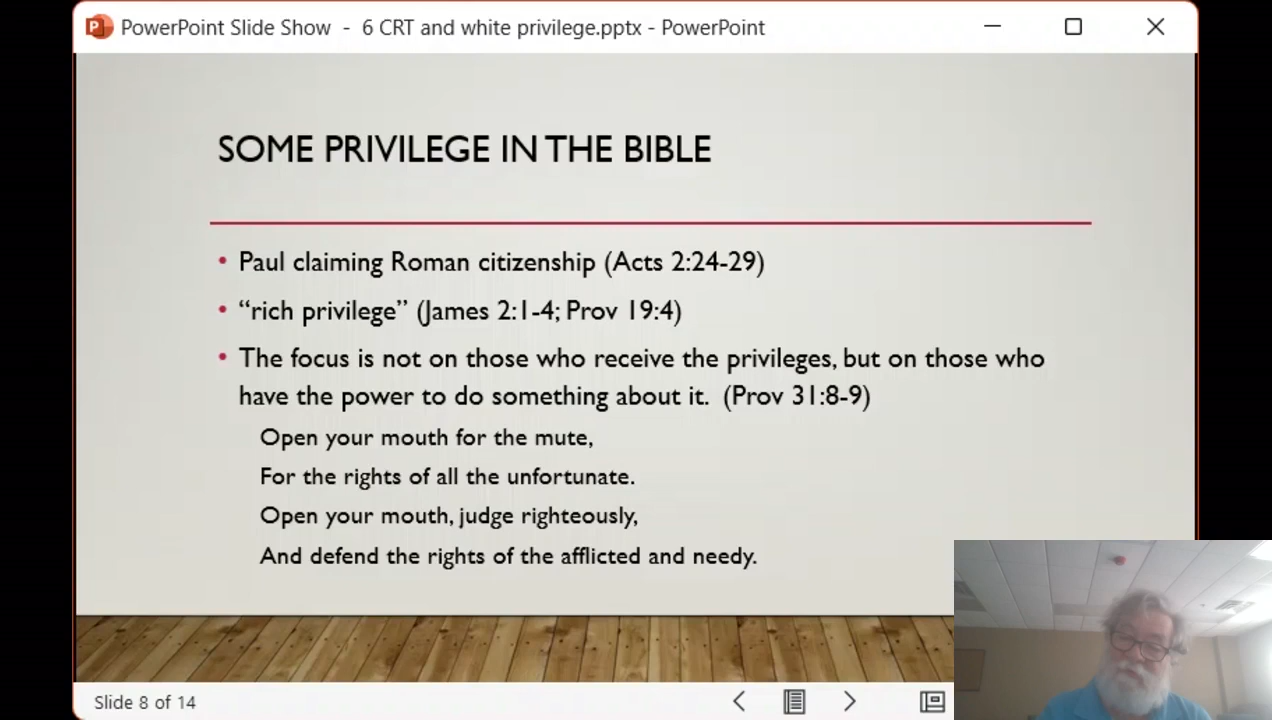 PowerPoint Slide Show - 6 CRT and white privilege.pptx - PowerPoint
SOME PRIVILEGE IN THE BIBLE
• Paul claiming Roman citizenship (Acts 2:24-29)
• “rich privilege” (James 2:1-4; Prov 19:4)
• The focus is not on those who receive the privileges, but on those who
have the power to do something about it. (Prov 31:8-9)
Open your mouth for the mute,
For the rights of all the unfortunate.
Open your mouth, judge righteously,
And defend the rights of the afflicted and needy.
Slide 8 of 14